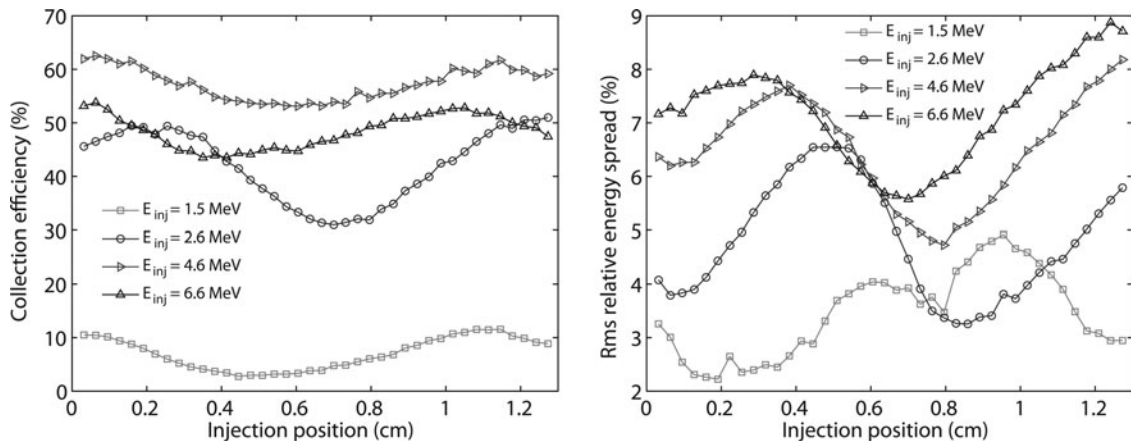 70
60
50
40
30
20
10
0
Collection efficiency (%)
E inj = 1.5 MeV
E inj = 2.6 MeV
E inj = 4.6 MeV
E inj = 6.6 MeV
0 0.2 0.4 0.6 0.8 1 1.2
Injection position (cm)
9
8
7
6
5
4
3
2
Rms relative energy spread (%)
E inj = 1.5 MeV
E inj = 2.6 MeV
E inj = 4.6 MeV
E inj = 6.6 MeV
0 0.2 0.4 0.6 0.8 1 1.2
Injection position (cm)